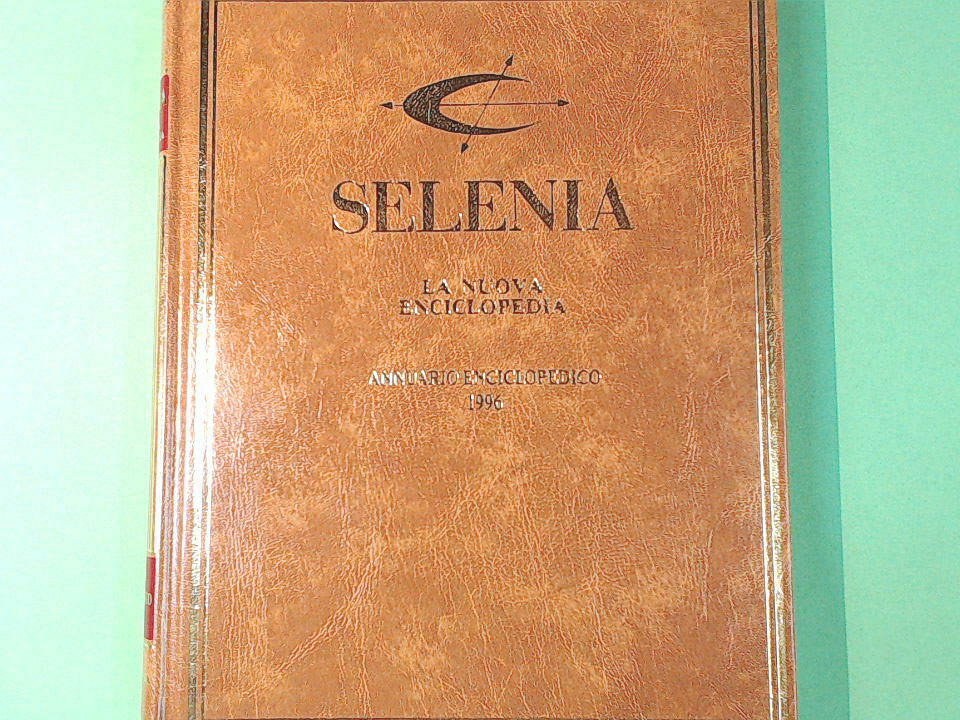 SELENIA
LA NUOVA
ENCICLOPEDIA
ANNUARIO ENCICLOPEDICO
1996